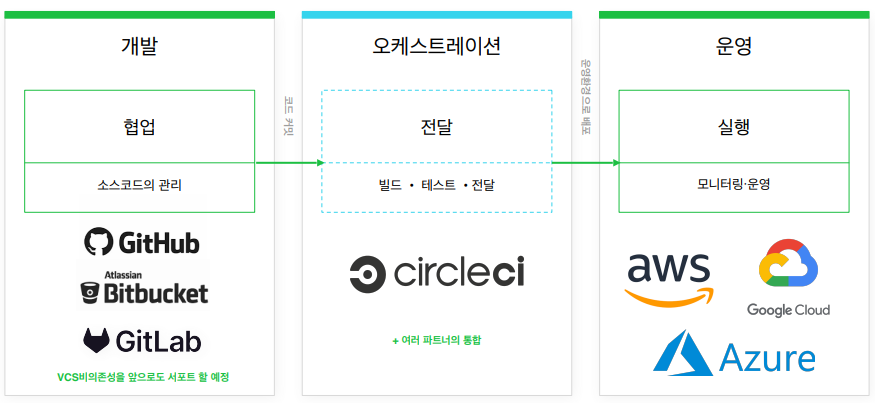 개발
협업
소스코드의 관리
GitHub
Atlassian
Bitbucket
GitLab
VCS비의존성을 앞으로도 서포트 할 예정
코드 커밋
오케스트레이션
전달
빌드 • 테스트 • 전달
circleci
+ 여러 파트너의 통합
운영환경으로 배포
운영
실행
모니터링·운영
aws
Google Cloud
Azure